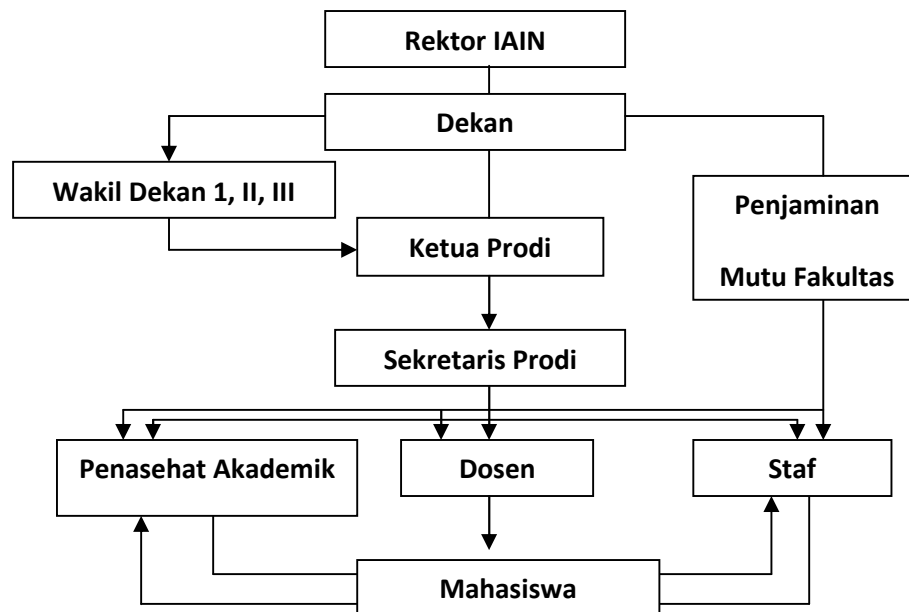 Rektor IAIN
Dekan
Wakil Dekan 1, II, III
Penjaminan
Mutu Fakultas
Ketua Prodi
Sekretaris Prodi
Penasehat Akademik
Dosen
Staf
Mahasiswa